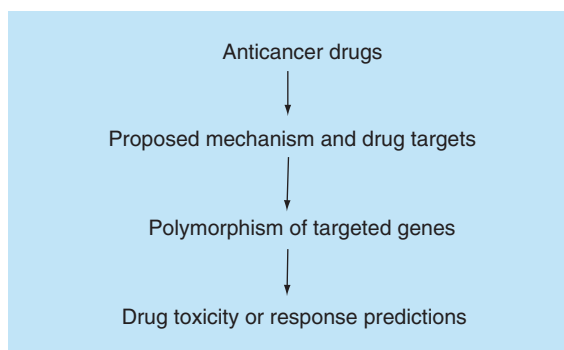 Anticancer drugs
Proposed mechanism and drug targets
Polymorphism of targeted genes
Drug toxicity or response predictions